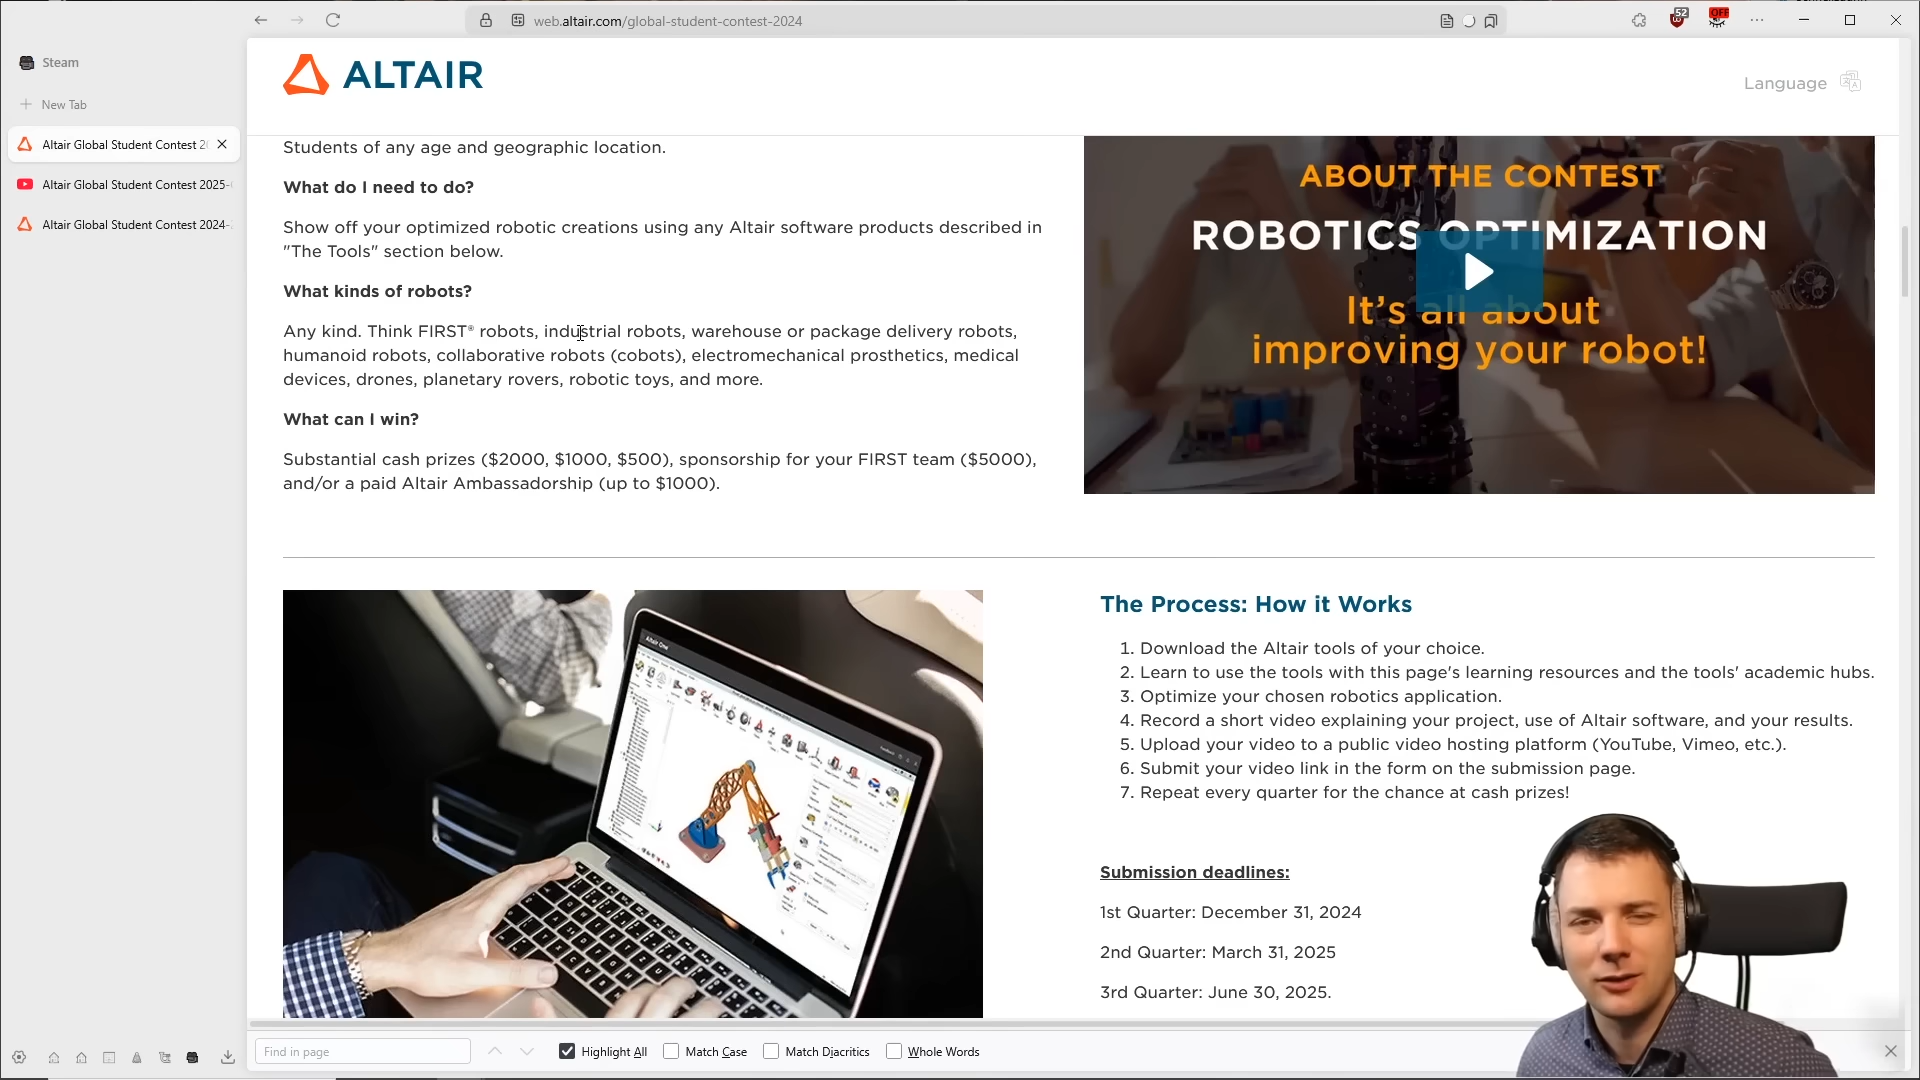 web.altair.com/global-student-contest-2024
52
OFF
Steam
New Tab
Altair Global Student Contest 2
Altair Global Student Contest 2025-
Altair Global Student Contest 2024-
ALTAIR
Language
Students of any age and geographic location.
What do I need to do?
Show off your optimized robotic creations using any Altair software products described in
"The Tools" section below.
What kinds of robots?
Any kind. Think FIRST® robots, industrial robots, warehouse or package delivery robots,
humanoid robots, collaborative robots (cobots), electromechanical prosthetics, medical
devices, drones, planetary rovers, robotic toys, and more.
What can I win?
Substantial cash prizes ($2000, $1000, $500), sponsorship for your FIRST team ($5000),
and/or a paid Altair Ambassadorship (up to $1000).
ABOUT THE CONTEST
ROBOTICS OPTIMIZATION
It's all about
improving your robot!
Altair One
The Process: How it Works
1. Download the Altair tools of your choice.
2. Learn to use the tools with this page's learning resources and the tools' academic hubs.
3. Optimize your chosen robotics application.
4. Record a short video explaining your project, use of Altair software, and your results.
5. Upload your video to a public video hosting platform (YouTube, Vimeo, etc.).
6. Submit your video link in the form on the submission page.
7. Repeat every quarter for the chance at cash prizes!
Submission deadlines:
1st Quarter: December 31, 2024
2nd Quarter: March 31, 2025
3rd Quarter: June 30, 2025.
Find in page
Highlight All
Match Case
Match Diacritics
Whole Words